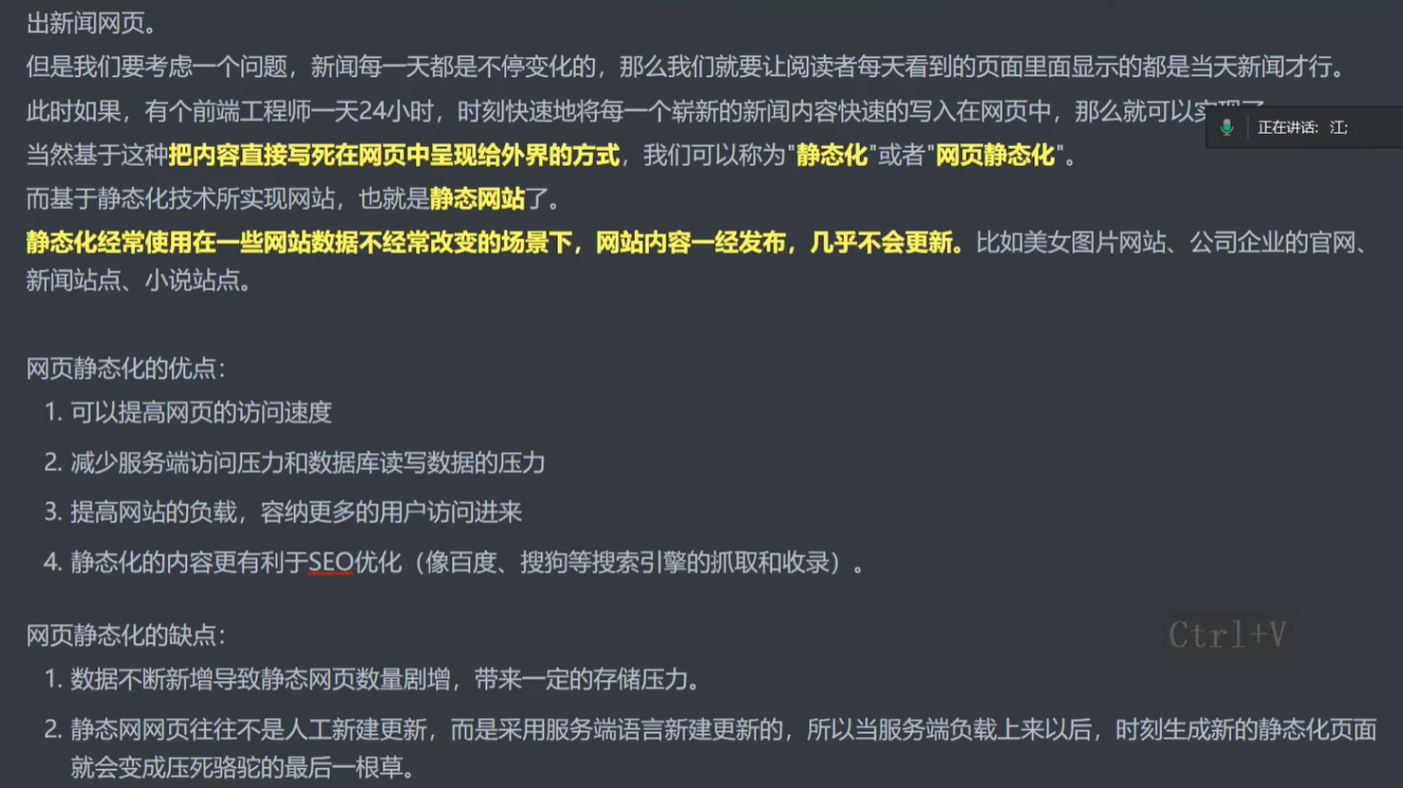 出新闻网页。
但是我们要考虑一个问题，新闻每一天都是不停变化的，那么我们就要让阅读者每天看到的页面里面显示的都是当天新闻才行。
此时如果，有个前端工程师一天24小时，时刻快速地将每一个崭新的新闻内容快速的写入在网页中，那么就可以实现了
正在讲话: 江;
当然基于这种把内容直接写死在网页中呈现给外界的方式，我们可以称为"静态化"或者"网页静态化"。
而基于静态化技术所实现网站，也就是静态网站了。
静态化经常使用在一些网站数据不经常改变的场景下，网站内容一经发布，几乎不会更新。比如美女图片网站、公司企业的官网、
新闻站点、小说站点。
网页静态化的优点：
1. 可以提高网页的访问速度
2. 减少服务端访问压力和数据库读写数据的压力
3. 提高网站的负载，容纳更多的用户访问进来
4. 静态化的内容更有利于SEO优化（像百度、搜狗等搜索引擎的抓取和收录）。
网页静态化的缺点：
Ctrl+V
1. 数据不断新增导致静态网页数量剧增，带来一定的存储压力。
2. 静态网网页往往不是人工新建更新，而是采用服务端语言新建更新的，所以当服务端负载上来以后，时刻生成新的静态化页面
就会变成压死骆驼的最后一根草。